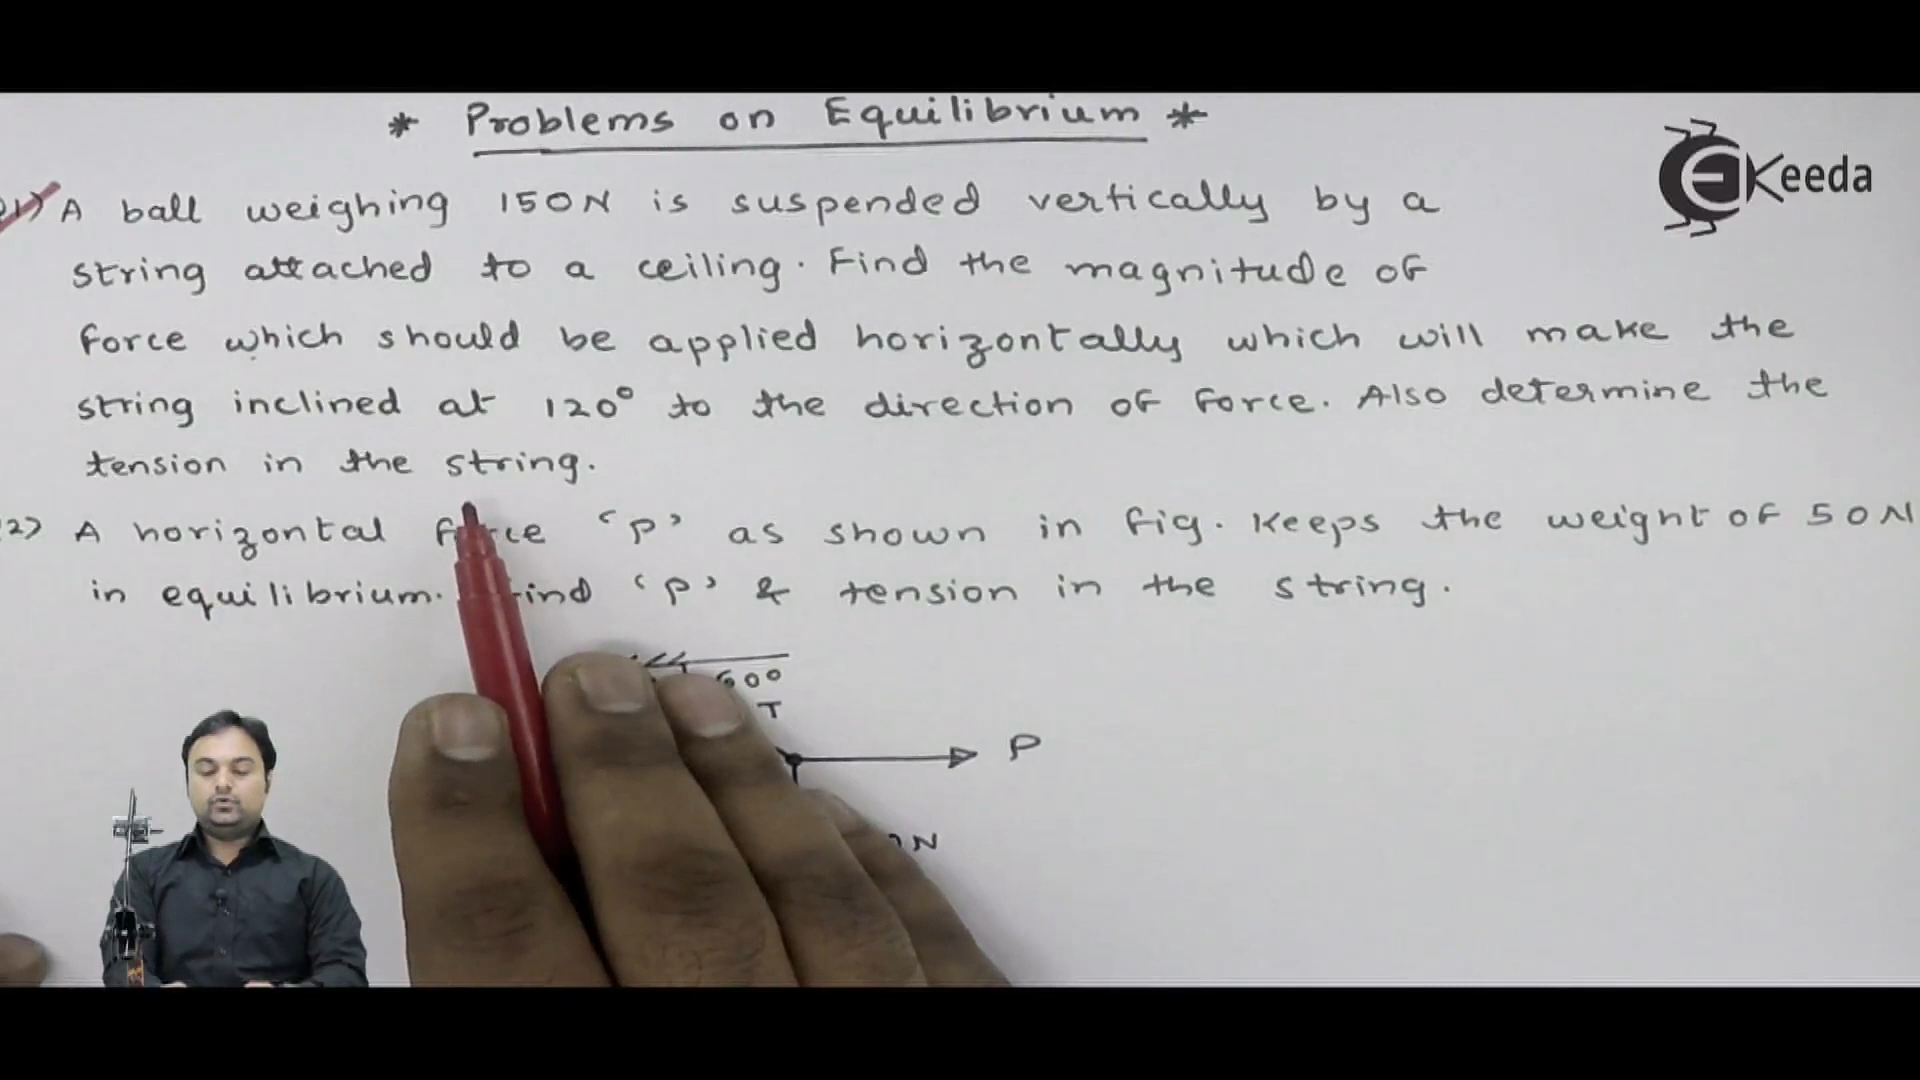 * Problems on Equilibrium *
Ekeeda
1) A ball weighing 150N is suspended vertically by a
string attached to a ceiling. Find the magnitude of
force which should be applied horizontally which will make the
string inclined at 120° to the direction of force. Also determine the
tension in the string.
2) A horizontal force 'P' as shown in fig. keeps the weight of 50N
in equilibrium. Find 'P' & tension in the string.
60°
T
P
N